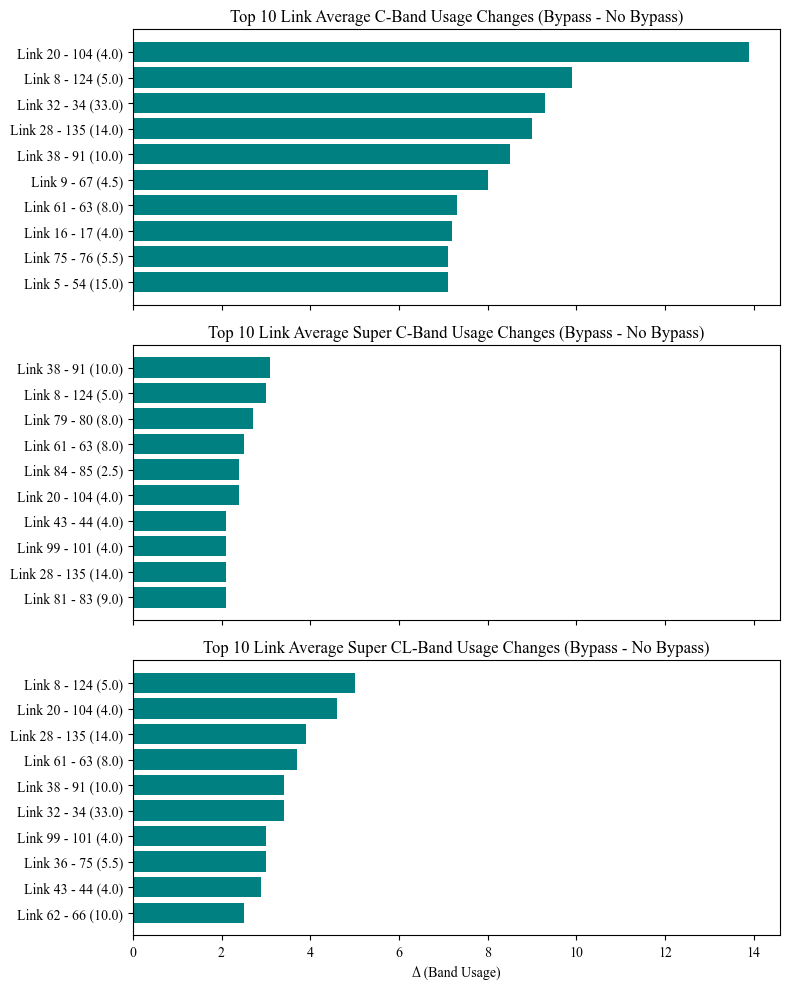 Top 10 Link Average C-Band Usage Changes (Bypass - No Bypass)
Link 20 - 104 (4.0)
Link 8 - 124 (5.0)
Link 32 - 34 (33.0)
Link 28 - 135 (14.0)
Link 38 - 91 (10.0)
Link 9 - 67 (4.5)
Link 61 - 63 (8.0)
Link 16 - 17 (4.0)
Link 75 - 76 (5.5)
Link 5 - 54 (15.0)
Top 10 Link Average Super C-Band Usage Changes (Bypass - No Bypass)
Link 38 - 91 (10.0)
Link 8 - 124 (5.0)
Link 79 - 80 (8.0)
Link 61 - 63 (8.0)
Link 84 - 85 (2.5)
Link 20 - 104 (4.0)
Link 43 - 44 (4.0)
Link 99 - 101 (4.0)
Link 28 - 135 (14.0)
Link 81 - 83 (9.0)
Top 10 Link Average Super CL-Band Usage Changes (Bypass - No Bypass)
Link 8 - 124 (5.0)
Link 20 - 104 (4.0)
Link 28 - 135 (14.0)
Link 61 - 63 (8.0)
Link 38 - 91 (10.0)
Link 32 - 34 (33.0)
Link 99 - 101 (4.0)
Link 36 - 75 (5.5)
Link 43 - 44 (4.0)
Link 62 - 66 (10.0)
0 2 4 6 8 10 12 14
Δ (Band Usage)